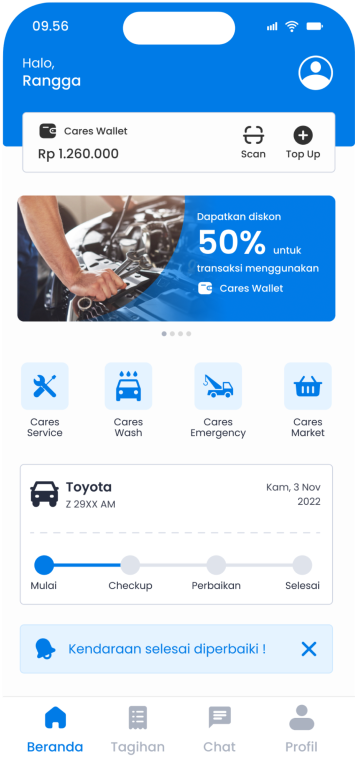 09.56
Halo,
Rangga
Cares Wallet
Rp 1.260.000
Scan
Top Up
Dapatkan diskon
50% untuk
transaksi menggunakan
Cares Wallet
Cares
Service
Cares
Wash
Cares
Emergency
Cares
Market
Toyota
Z 29XX AM
Kam, 3 Nov
2022
Mulai
Checkup
Perbaikan
Selesai
Kendaraan selesai diperbaiki !
Beranda
Tagihan
Chat
Profil